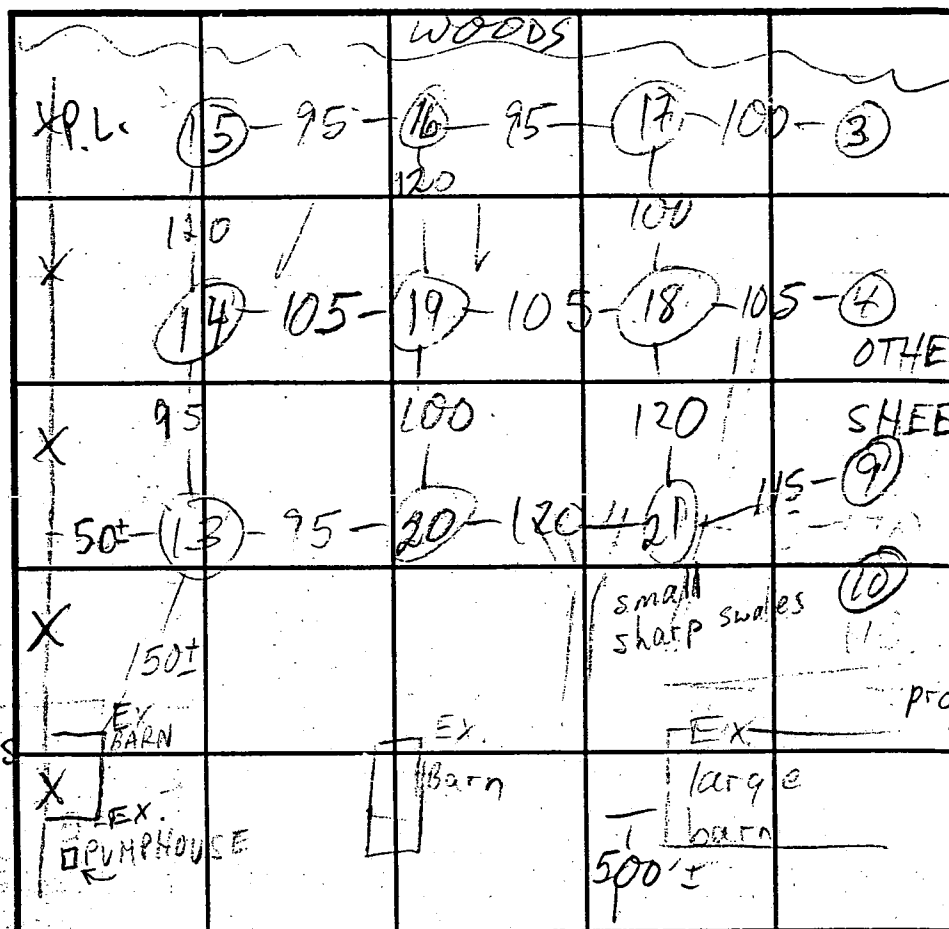 WOODS
X P.L. 15 - 95 - 16 - 95 - 17 - 100 - 3
120
120 100
X 14 - 105 - 19 - 105 - 18 - 105 - 4
OTHE
95 100 120 SHEE
X 9
50± - 13 - 95 - 20 - 120 - 21 - 115
10
small
sharp swales
X
150±
pro
EX. BARN
EX. Barn
EX. large barn
X
EX. PUMPHOUSE
500'±